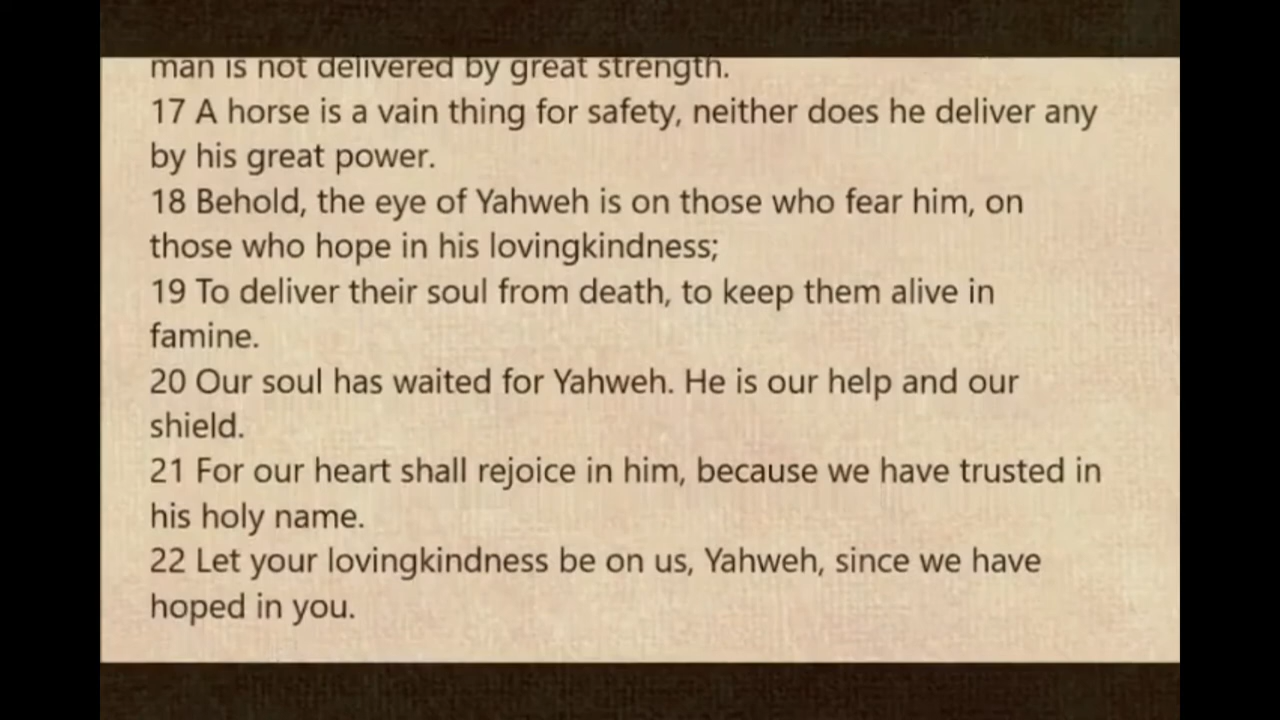 man is not delivered by great strength.
17 A horse is a vain thing for safety, neither does he deliver any
by his great power.
18 Behold, the eye of Yahweh is on those who fear him, on
those who hope in his lovingkindness;
19 To deliver their soul from death, to keep them alive in
famine.
20 Our soul has waited for Yahweh. He is our help and our
shield.
21 For our heart shall rejoice in him, because we have trusted in
his holy name.
22 Let your lovingkindness be on us, Yahweh, since we have
hoped in you.